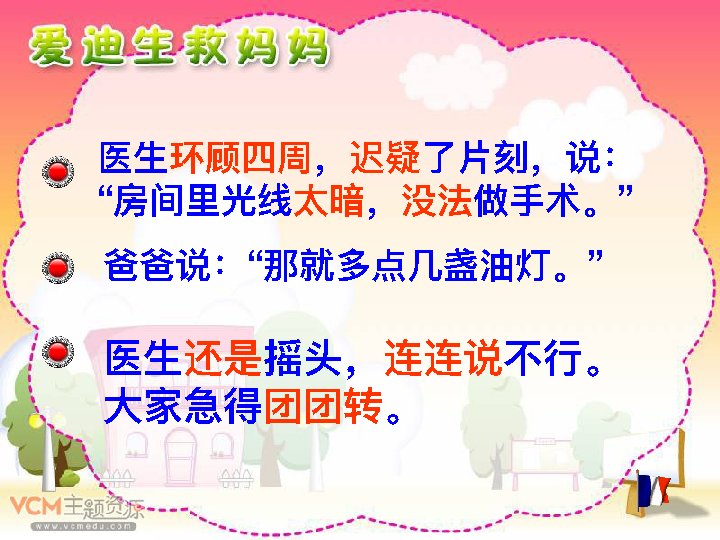 爱迪生救妈妈
医生环顾四周，迟疑了片刻，说：
“房间里光线太暗，没法做手术。”
爸爸说：“那就多点几盏油灯。”
医生还是摇头，连连说不行。
大家急得团团转。
VCM主题资源
www.vcmedu.com